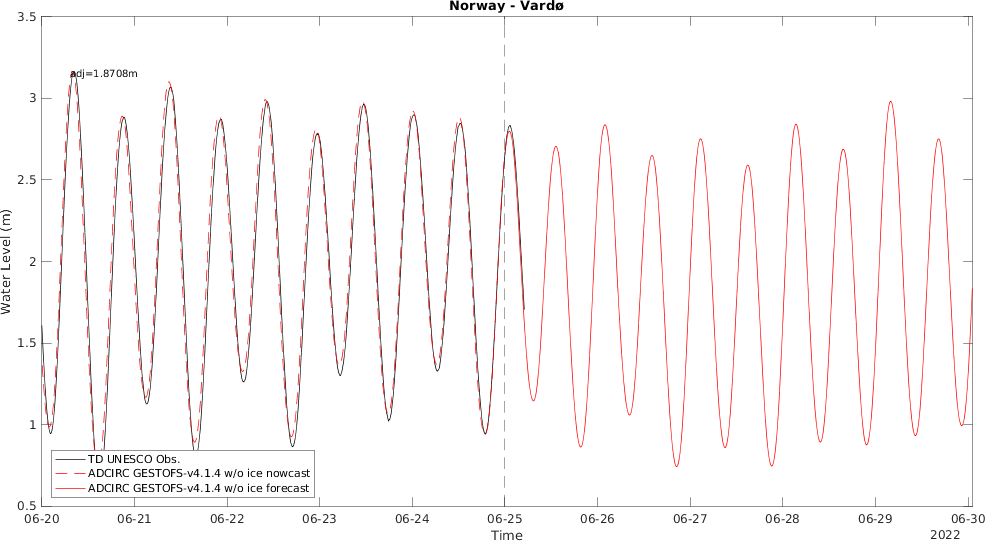 Norway - Vardø
3.5
3
2.5
2
1.5
1
0.5
Water Level (m)
adj=1.8708m
TD UNESCO Obs.
ADCIRC GESTOFS-v4.1.4 w/o ice nowcast
ADCIRC GESTOFS-v4.1.4 w/o ice forecast
06-20 06-21 06-22 06-23 06-24 06-25 06-26 06-27 06-28 06-29 06-30
Time
2022